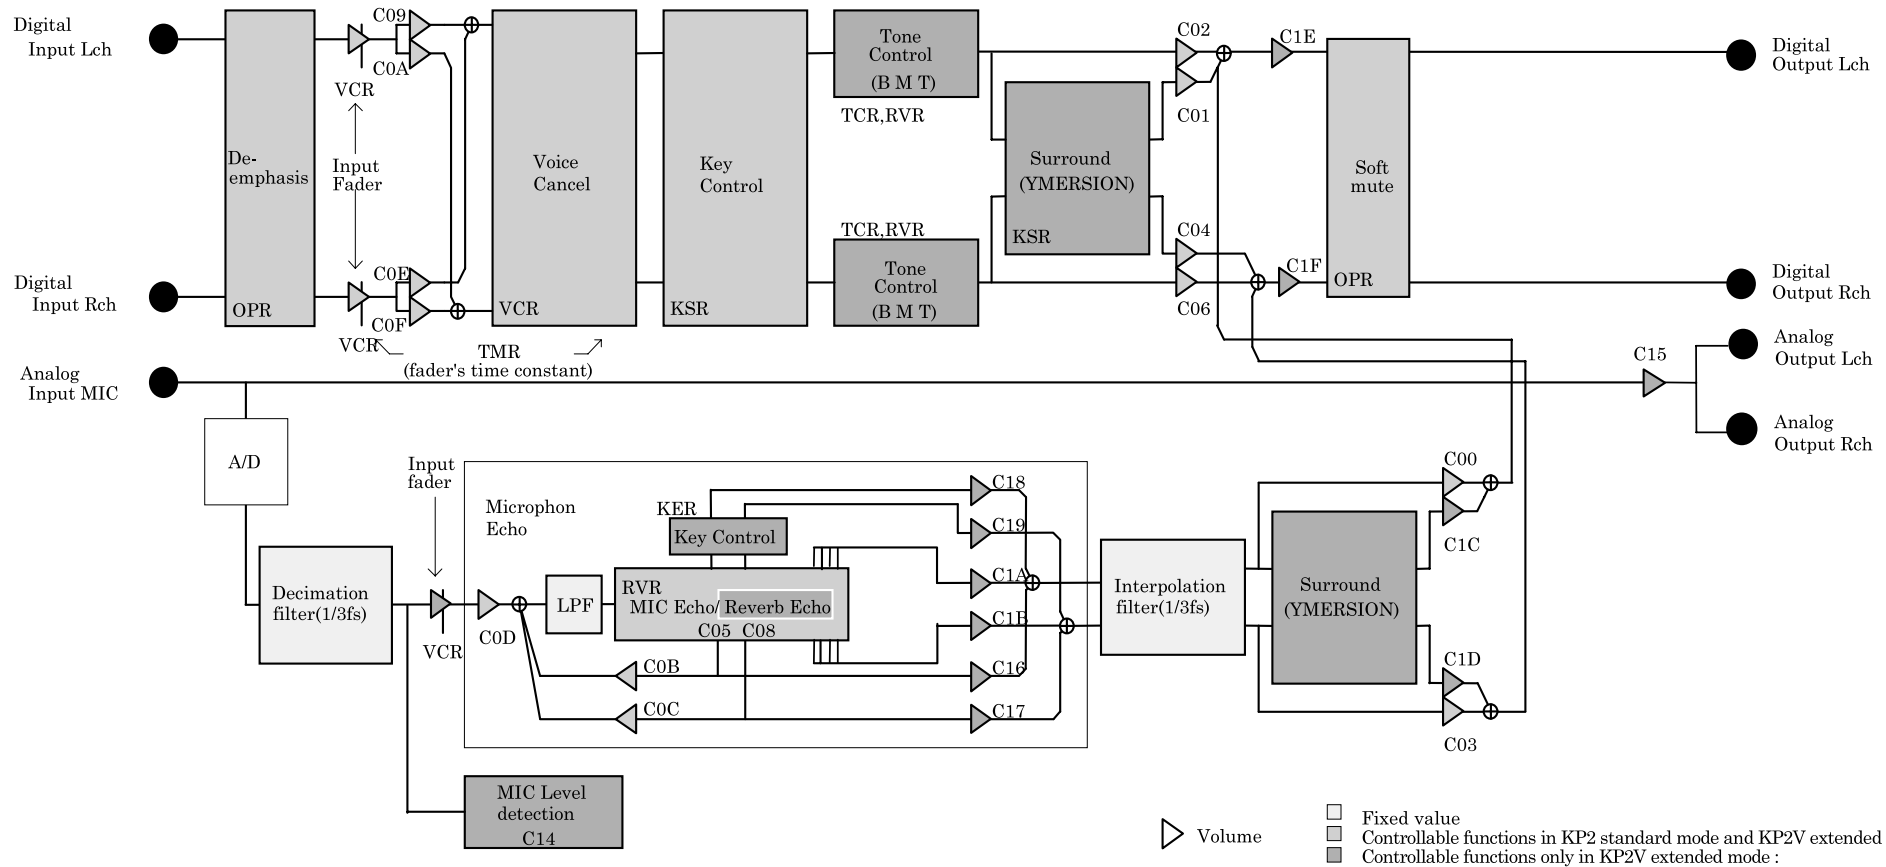 Digital
Input Lch
C09
C0A
VCR
De-
emphasis
OPR
Input
Fader
Digital
Input Rch
C0E
C0F
VCR
TMR
(fader's time constant)
Voice
Cancel
VCR
Key
Control
KSR
Tone
Control
(B M T)
TCR,RVR
TCR,RVR
Tone
Control
(B M T)
Surround
(YMERSION)
KSR
C02
C01
C04
C06
C1E
C1F
Soft
mute
OPR
Digital
Output Lch
Digital
Output Rch
Analog
Input MIC
C15
Analog
Output Lch
Analog
Output Rch
A/D
Decimation
filter(1/3fs)
Input
fader
VCR
Microphon
Echo
C0D
LPF
KER
Key Control
RVR
MIC Echo/ Reverb Echo
C05 C08
C0B
C0C
C18
C19
C1A
C1B
C16
C17
Interpolation
filter(1/3fs)
Surround
(YMERSION)
C00
C1C
C1D
C03
MIC Level
detection
C14
Volume
Fixed value
Controllable functions in KP2 standard mode and KP2V extended
Controllable functions only in KP2V extended mode :